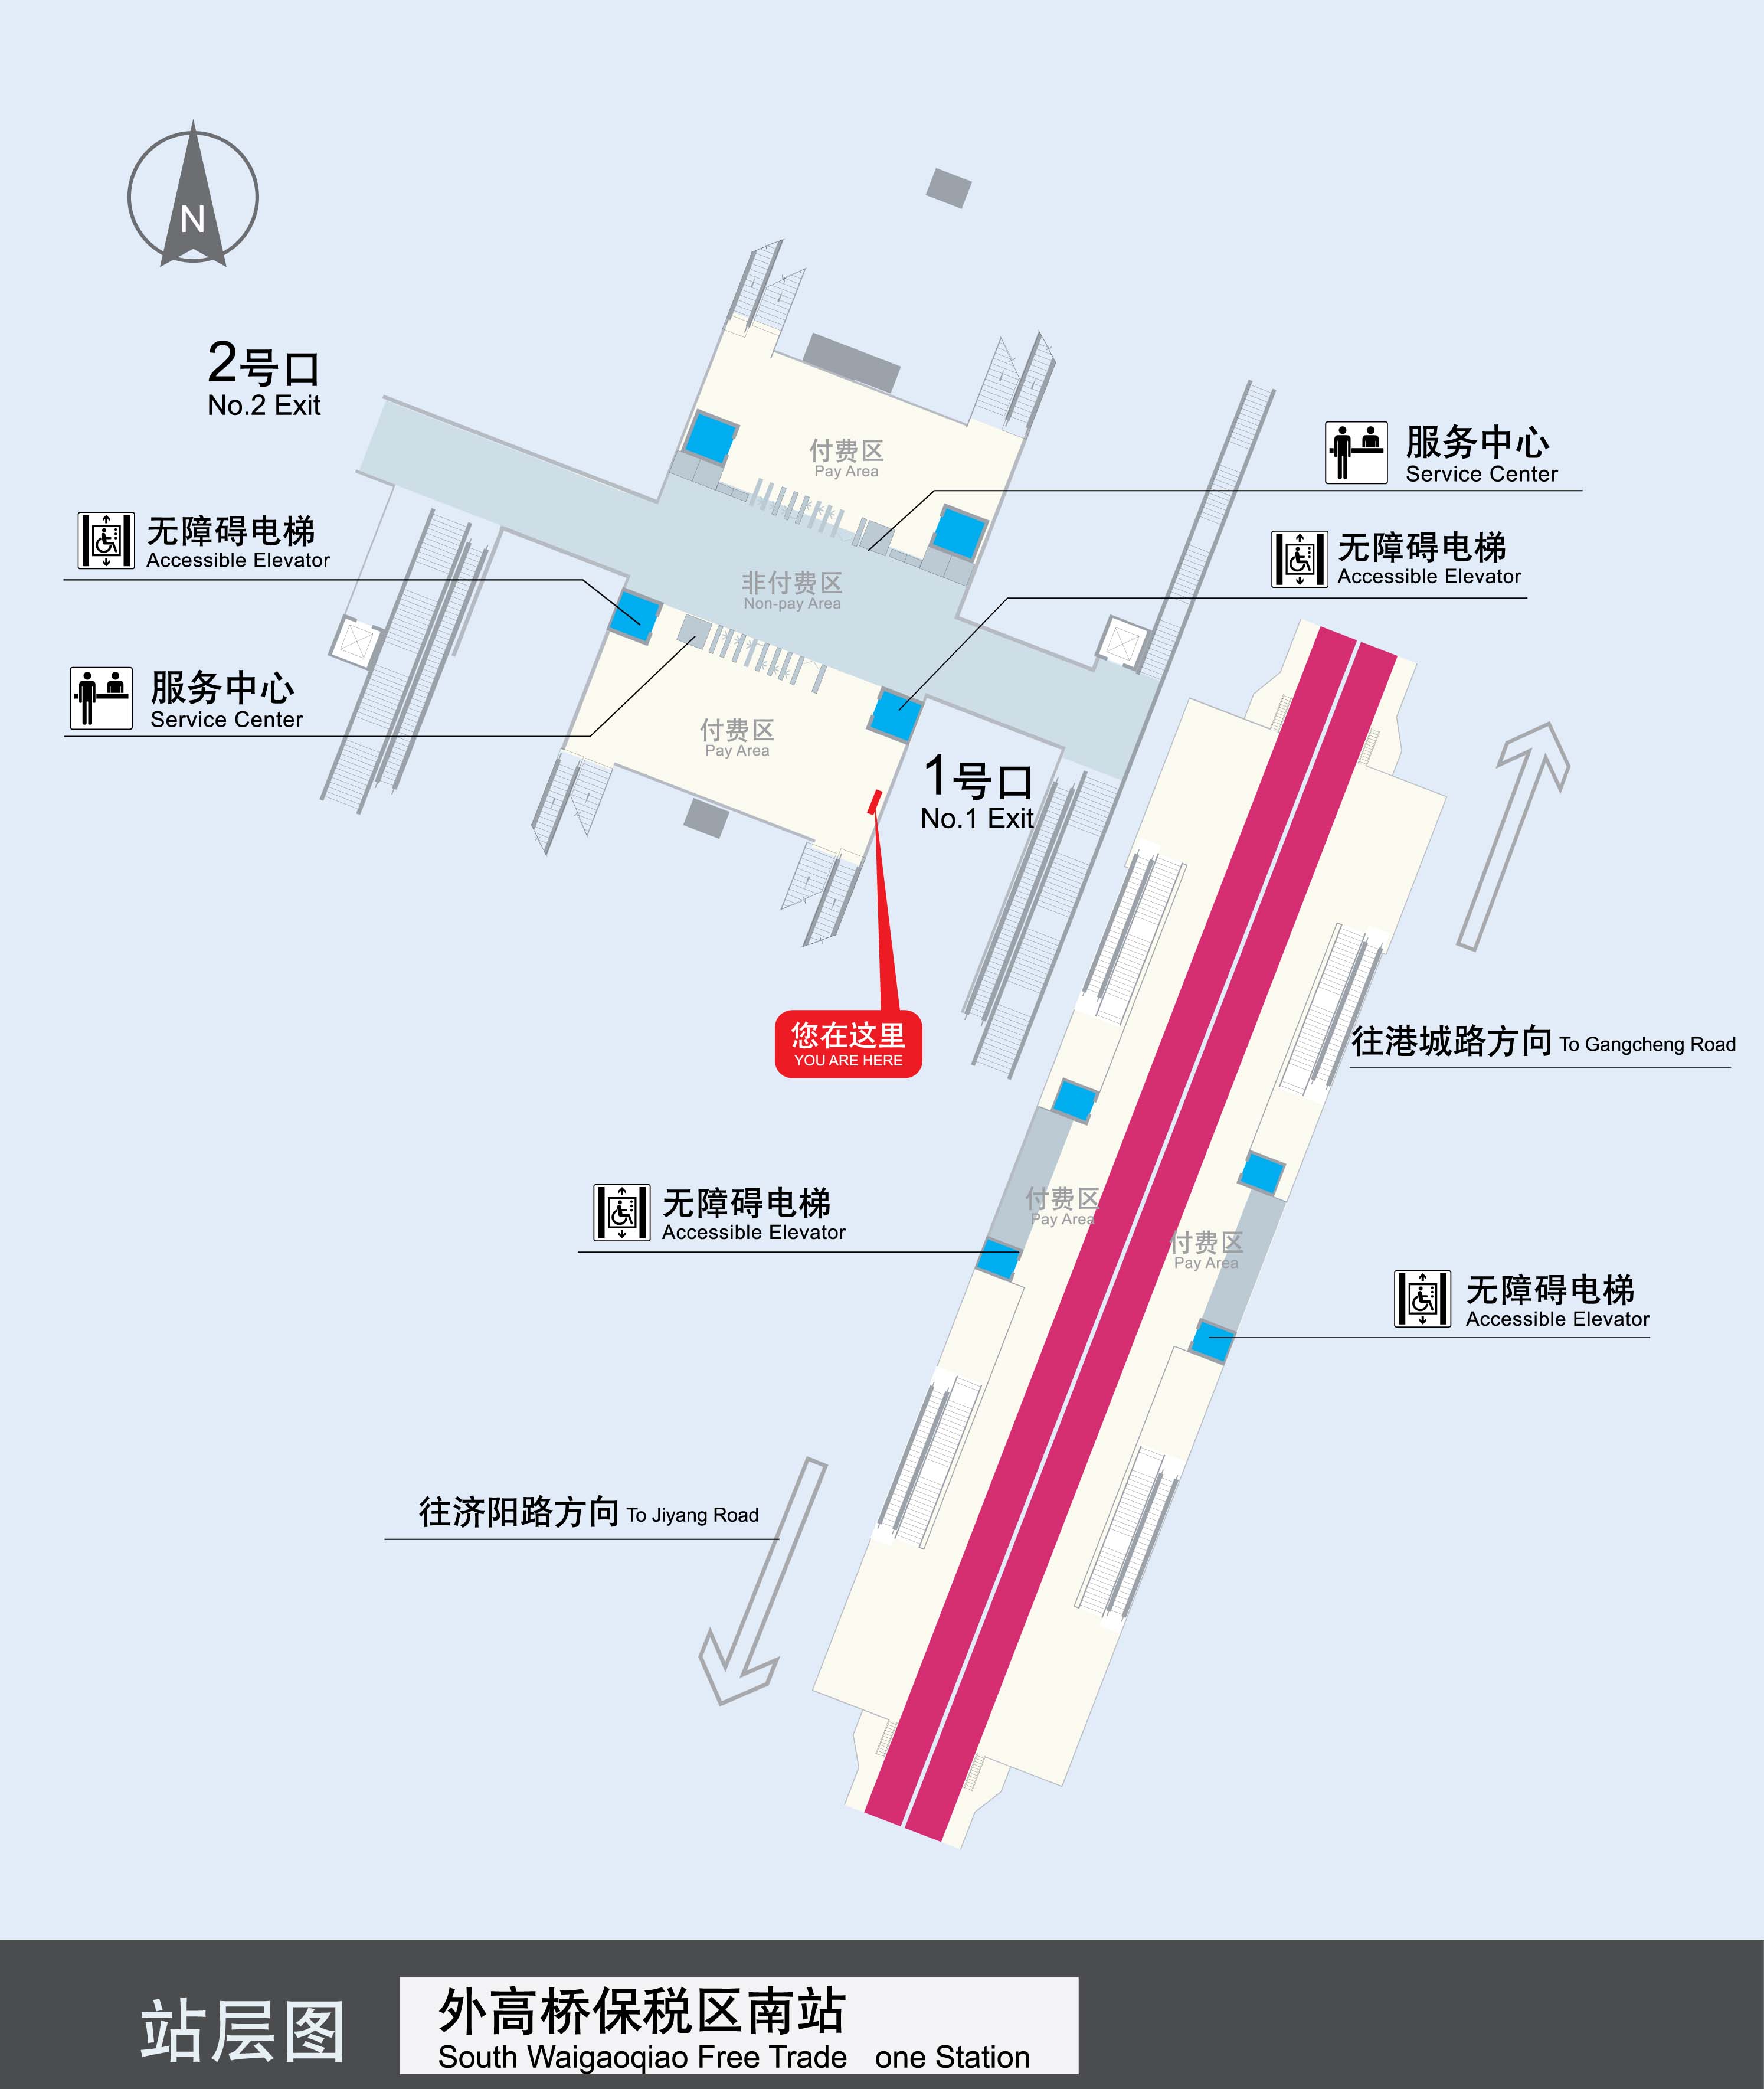 N
2号口
No.2 Exit
付费区
Pay Area
服务中心
Service Center
无障碍电梯
Accessible Elevator
无障碍电梯
Accessible Elevator
非付费区
Non-pay Area
服务中心
Service Center
付费区
Pay Area
1号口
No.1 Exit
您在这里
YOU ARE HERE
往港城路方向 To Gangcheng Road
无障碍电梯
Accessible Elevator
付费区
Pay Area
付费区
Pay Area
无障碍电梯
Accessible Elevator
往济阳路方向 To Jiyang Road
站层图
外高桥保税区南站
South Waigaoqiao Free Trade one Station